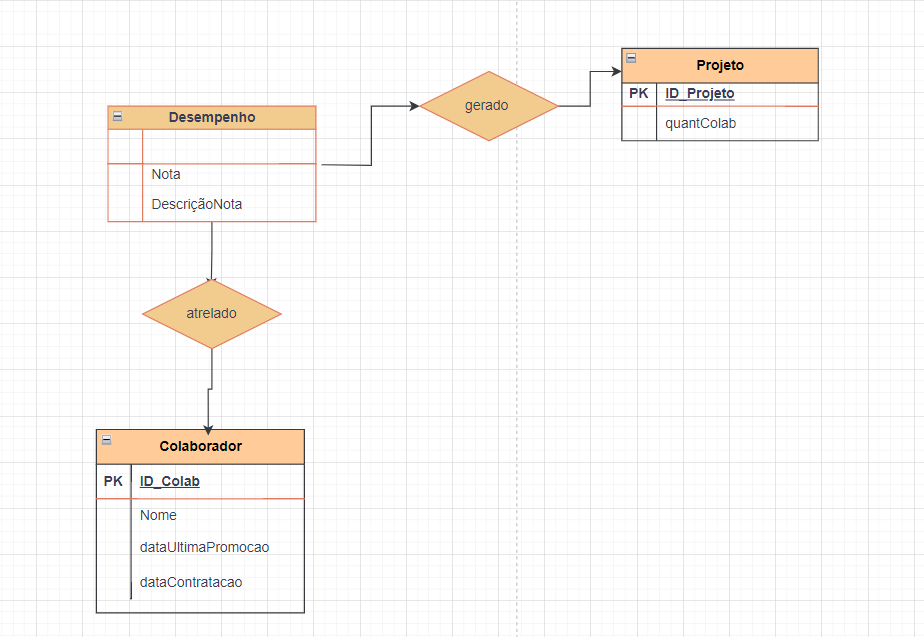 Projeto
PK ID_Projeto
quantColab
gerado
Desempenho
Nota
DescriçãoNota
atrelado
Colaborador
PK ID_Colab
Nome
dataUltimaPromocao
dataContratacao